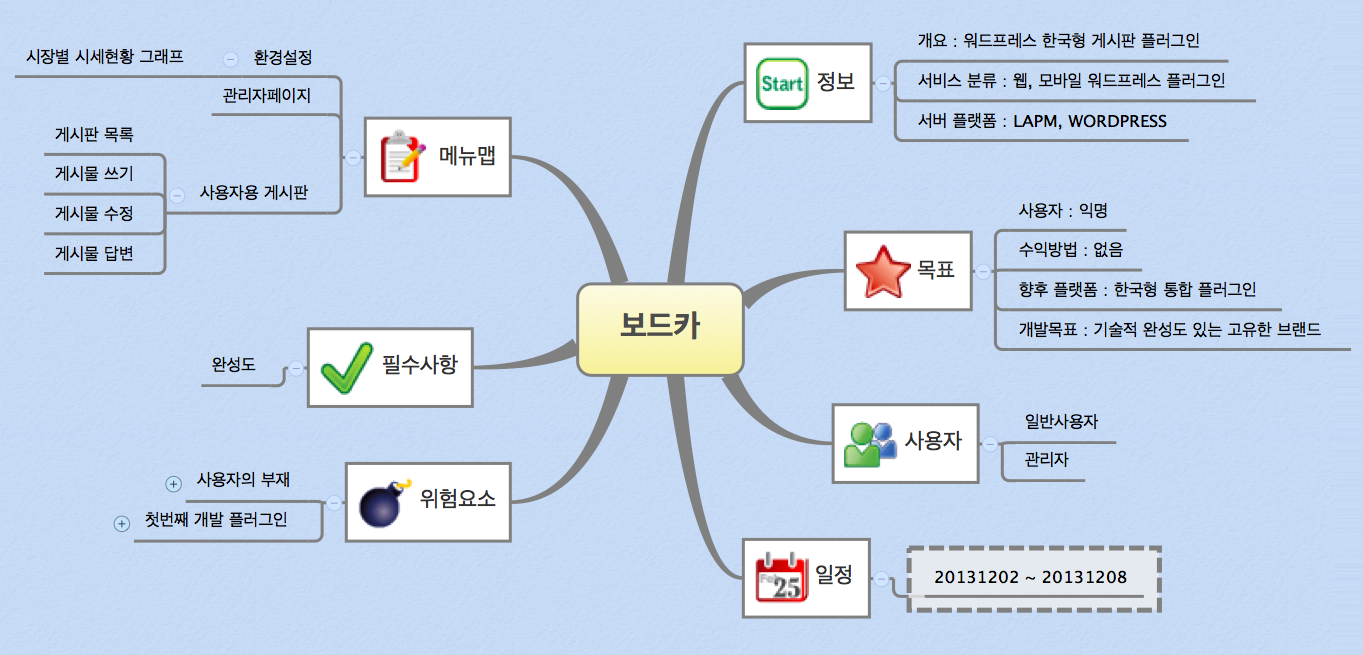 보드카
Start
정보
개요 : 워드프레스 한국형 게시판 플러그인
서비스 분류 : 웹, 모바일 워드프레스 플러그인
서버 플랫폼 : LAPM, WORDPRESS
목표
사용자 : 익명
수익방법 : 없음
향후 플랫폼 : 한국형 통합 플러그인
개발목표 : 기술적 완성도 있는 고유한 브랜드
사용자
일반사용자
관리자
Feb
25
일정
20131202 ~ 20131208
메뉴맵
환경설정
시장별 시세현황 그래프
관리자페이지
사용자용 게시판
게시판 목록
게시물 쓰기
게시물 수정
게시물 답변
필수사항
완성도
위험요소
사용자의 부재
첫번째 개발 플러그인